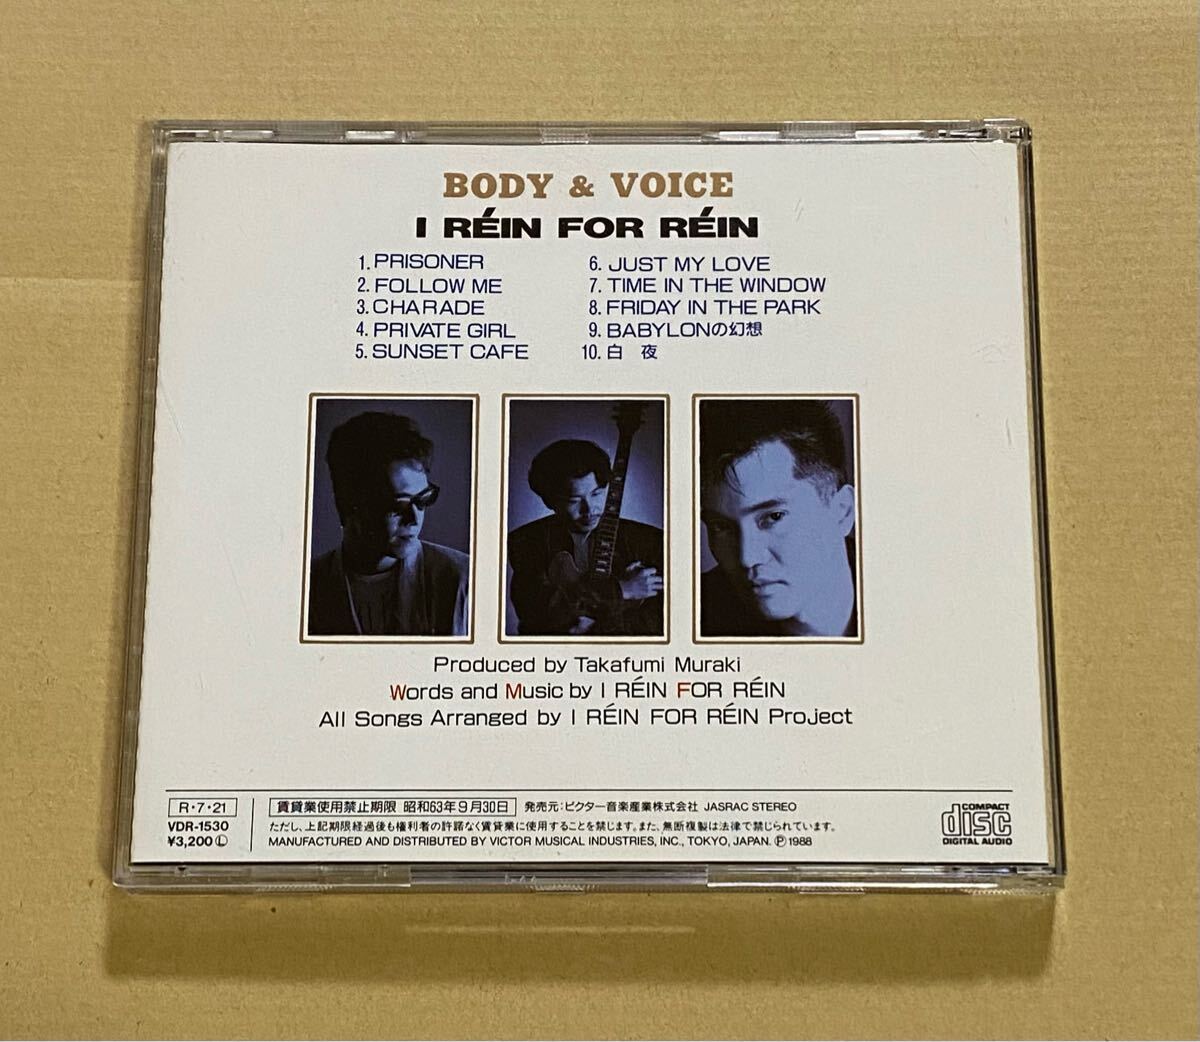 BODY & VOICE
I RÉIN FOR RÉIN
1. PRISONER
2. FOLLOW ME
3. CHARADE
4. PRIVATE GIRL
5. SUNSET CAFE
6. JUST MY LOVE
7. TIME IN THE WINDOW
8. FRIDAY IN THE PARK
9. BABYLONの幻想
10. 白 夜
Produced by Takafumi Muraki
Words and Music by I RÉIN FOR RÉIN
All Songs Arranged by I RÉIN FOR RÉIN ProJect
R・7・21
VDR-1530
¥3,200 Ⓛ
賃貸業使用禁止期限 昭和63年9月30日 発売元:ビクター音楽産業株式会社 JASRAC STEREO
ただし、上記期限経過後も権利者の許諾なく賃貸業に使用することを禁じます。また、無断複製は法律で禁じられています。
MANUFACTURED AND DISTRIBUTED BY VICTOR MUSICAL INDUSTRIES, INC., TOKYO, JAPAN. Ⓟ 1988
COMPACT
disc
DIGITAL AUDIO